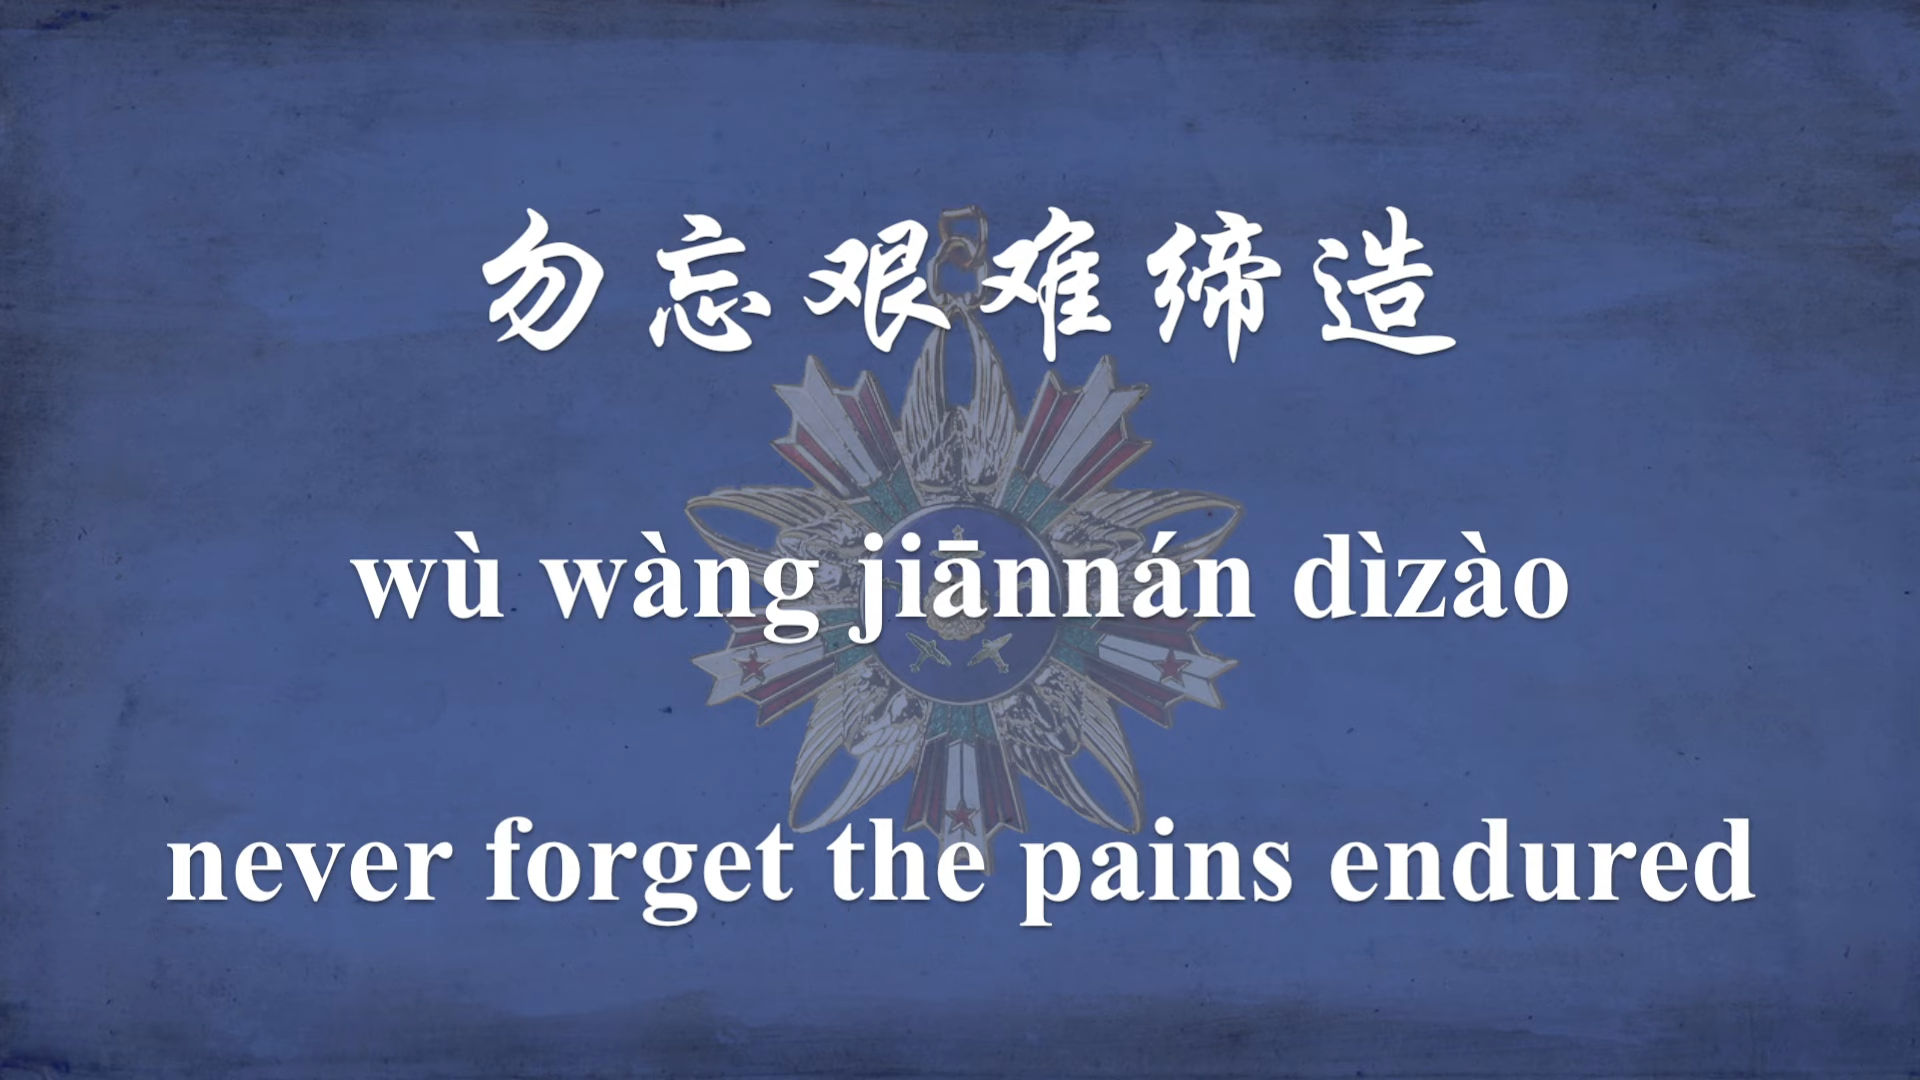 勿忘艰难缔造
wù wàng jiānnán dìzào
never forget the pains endured